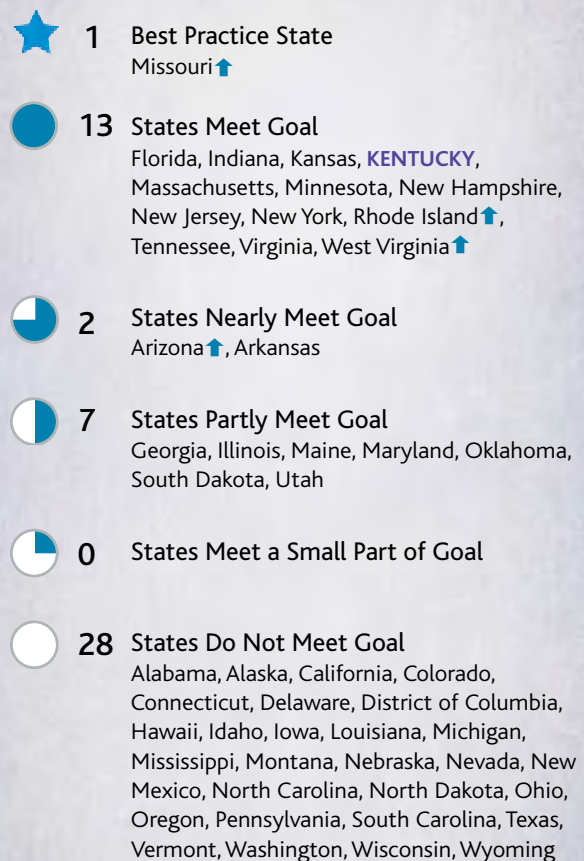 1 Best Practice State
Missouri⬆
13 States Meet Goal
Florida, Indiana, Kansas, KENTUCKY,
Massachusetts, Minnesota, New Hampshire,
New Jersey, New York, Rhode Island⬆,
Tennessee, Virginia, West Virginia⬆
2 States Nearly Meet Goal
Arizona⬆, Arkansas
7 States Partly Meet Goal
Georgia, Illinois, Maine, Maryland, Oklahoma,
South Dakota, Utah
0 States Meet a Small Part of Goal
28 States Do Not Meet Goal
Alabama, Alaska, California, Colorado,
Connecticut, Delaware, District of Columbia,
Hawaii, Idaho, Iowa, Louisiana, Michigan,
Mississippi, Montana, Nebraska, Nevada, New
Mexico, North Carolina, North Dakota, Ohio,
Oregon, Pennsylvania, South Carolina, Texas,
Vermont, Washington, Wisconsin, Wyoming